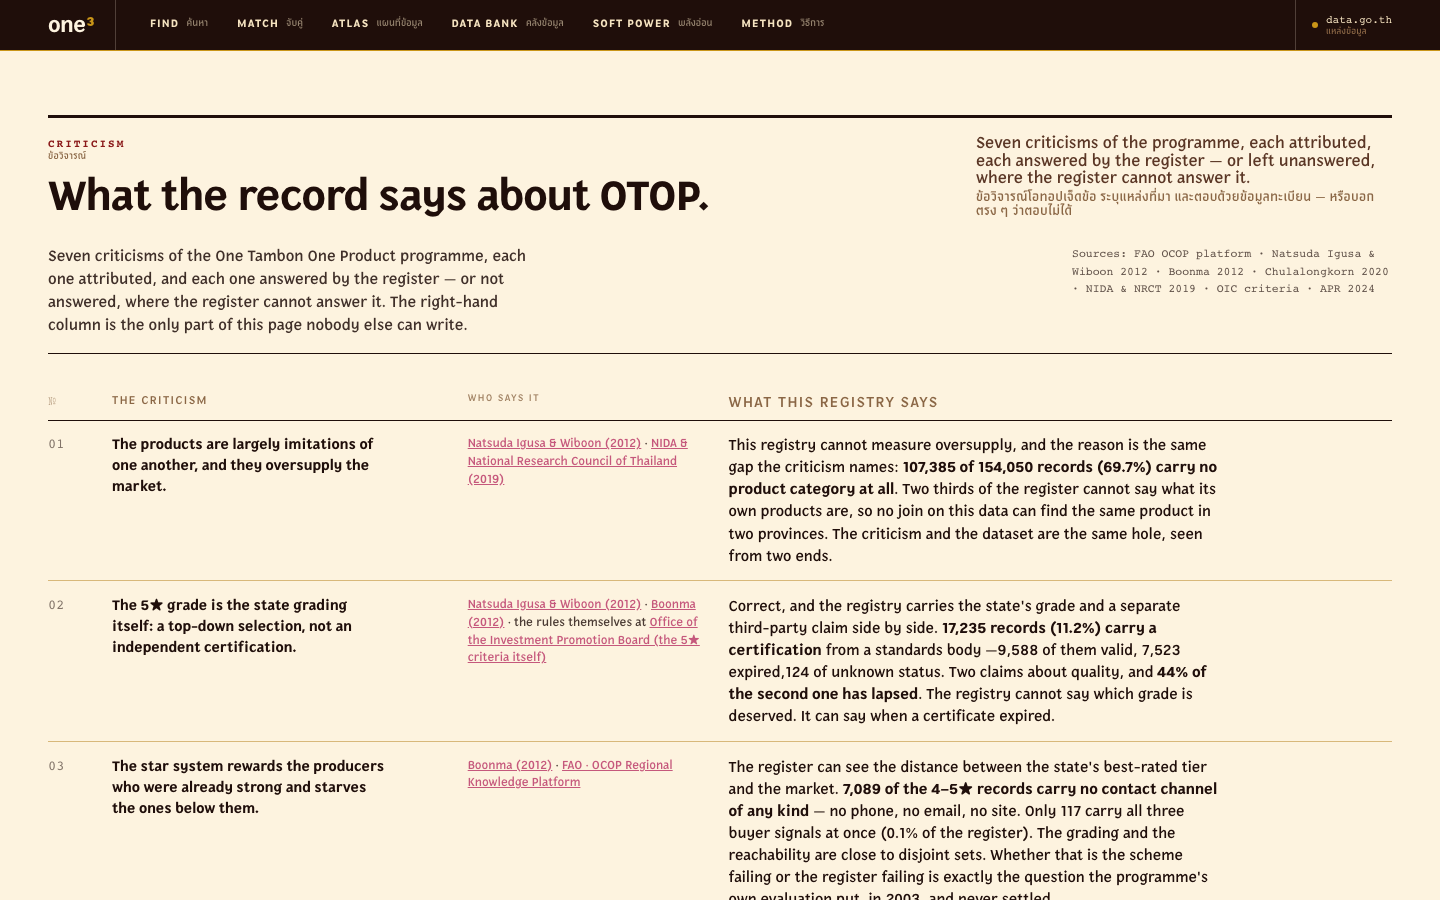 one³
FIND ค้นหา MATCH จับคู่ ATLAS แผนที่ข้อมูล DATA BANK คลังข้อมูล SOFT POWER พลังอ่อน METHOD วิธีการ
data.go.th
แหล่งข้อมูล
CRITICISM
ข้อวิจารณ์
What the record says about OTOP.
Seven criticisms of the programme, each attributed,
each answered by the register — or left unanswered,
where the register cannot answer it.
ข้อวิจารณ์โอทอปเจ็ดข้อ ระบุแหล่งที่มา และตอบด้วยข้อมูลทะเบียน — หรือบอก
ตรง ๆ ว่าตอบไม่ได้
Seven criticisms of the One Tambon One Product programme, each
one attributed, and each one answered by the register — or not
answered, where the register cannot answer it. The right-hand
column is the only part of this page nobody else can write.
Sources: FAO OCOP platform · Natsuda Igusa &
Wiboon 2012 · Boonma 2012 · Chulalongkorn 2020
· NIDA & NRCT 2019 · OIC criteria · APR 2024
THE CRITICISM
WHO SAYS IT
WHAT THIS REGISTRY SAYS
01
The products are largely imitations of
one another, and they oversupply the
market.
Natsuda Igusa & Wiboon (2012) · NIDA &
National Research Council of Thailand
(2019)
This registry cannot measure oversupply, and the reason is the same
gap the criticism names: 107,385 of 154,050 records (69.7%) carry no
product category at all. Two thirds of the register cannot say what its
own products are, so no join on this data can find the same product in
two provinces. The criticism and the dataset are the same hole, seen
from two ends.
02
The 5★ grade is the state grading
itself: a top-down selection, not an
independent certification.
Natsuda Igusa & Wiboon (2012) · Boonma
(2012) · the rules themselves at Office of
the Investment Promotion Board (the 5★
criteria itself)
Correct, and the registry carries the state's grade and a separate
third-party claim side by side. 17,235 records (11.2%) carry a
certification from a standards body —9,588 of them valid, 7,523
expired,124 of unknown status. Two claims about quality, and 44% of
the second one has lapsed. The registry cannot say which grade is
deserved. It can say when a certificate expired.
03
The star system rewards the producers
who were already strong and starves
the ones below them.
Boonma (2012) · FAO · OCOP Regional
Knowledge Platform
The register can see the distance between the state's best-rated tier
and the market. 7,089 of the 4–5★ records carry no contact channel
of any kind — no phone, no email, no site. Only 117 carry all three
buyer signals at once (0.1% of the register). The grading and the
reachability are close to disjoint sets. Whether that is the scheme
failing or the register failing is exactly the question the programme's
own evaluation put, in 2003, and never settled.